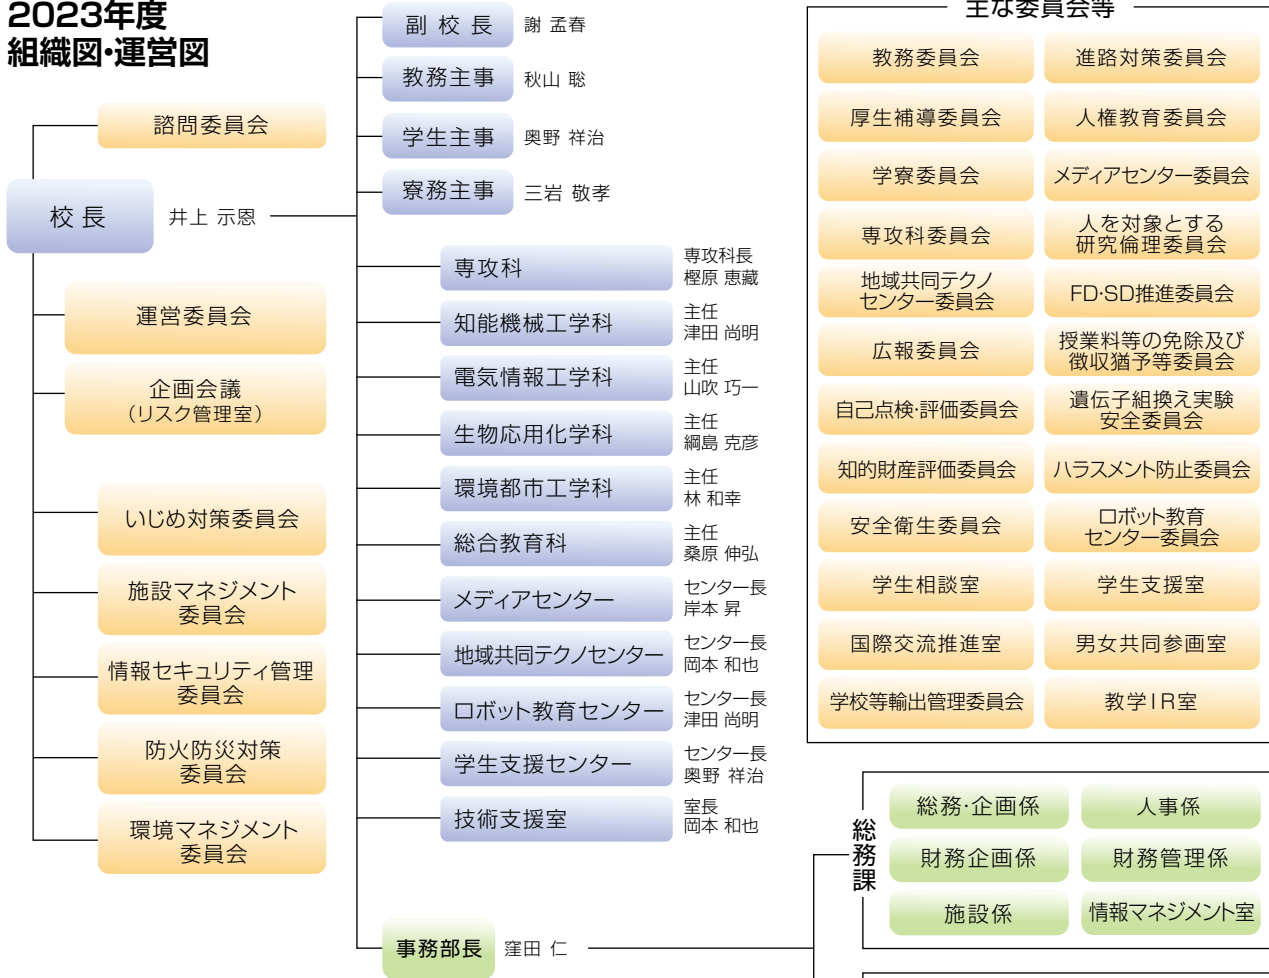 2023年度
組織図・運営図
諮問委員会
校長 井上 示恩
運営委員会
企画会議
（リスク管理室）
いじめ対策委員会
施設マネジメント
委員会
情報セキュリティ管理
委員会
防火防災対策
委員会
環境マネジメント
委員会
副校長 謝 孟春
教務主事 秋山 聡
学生主事 奥野 祥治
寮務主事 三岩 敬孝
専攻科
専攻科長
樫原 恵藏
知能機械工学科
主任
津田 尚明
電気情報工学科
主任
山吹 巧一
生物応用化学科
主任
綱島 克彦
環境都市工学科
主任
林 和幸
総合教育科
主任
桑原 伸弘
メディアセンター
センター長
岸本 昇
地域共同テクノセンター
センター長
岡本 和也
ロボット教育センター
センター長
津田 尚明
学生支援センター
センター長
奥野 祥治
技術支援室
室長
岡本 和也
事務部長 窪田 仁
主な委員会等
教務委員会
進路対策委員会
厚生補導委員会
人権教育委員会
学寮委員会
メディアセンター委員会
専攻科委員会
人を対象とする
研究倫理委員会
地域共同テクノ
センター委員会
FD・SD推進委員会
広報委員会
授業料等の免除及び
徴収猶予等委員会
自己点検・評価委員会
遺伝子組換え実験
安全委員会
知的財産評価委員会
ハラスメント防止委員会
安全衛生委員会
ロボット教育
センター委員会
学生相談室
学生支援室
国際交流推進室
男女共同参画室
学校等輸出管理委員会
教学IR室
総務課
総務・企画係
人事係
財務企画係
財務管理係
施設係
情報マネジメント室